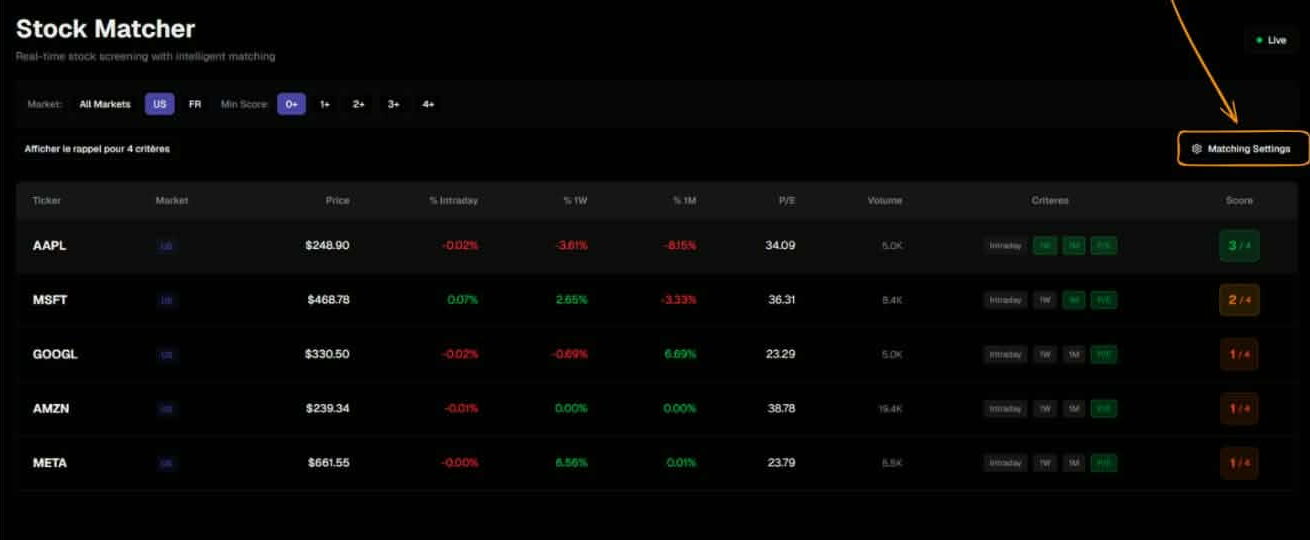 Stock Matcher
Real-time stock screening with intelligent matching
Live
Market: All Markets US FR Min Score: 0+ 1+ 2+ 3+ 4+
Afficher le rappel pour 4 critères
Matching Settings
Ticker Market Price % Intraday % 1W % 1M P/E Volume Criteres Score
AAPL US $248.90 -0.02% -3.61% -8.15% 34.09 5.0K Intraday 1W 1M P/E 3 / 4
MSFT US $468.78 0.07% 2.65% -3.33% 36.31 8.4K Intraday 1W 1M P/E 2 / 4
GOOGL US $330.50 -0.02% -0.69% 6.69% 23.29 5.0K Intraday 1W 1M P/E 1 / 4
AMZN US $239.34 -0.01% 0.00% 0.00% 38.78 19.4K Intraday 1W 1M P/E 1 / 4
META US $661.55 -0.00% 6.56% 0.01% 23.79 Intraday 1W 1M P/E 1 / 4